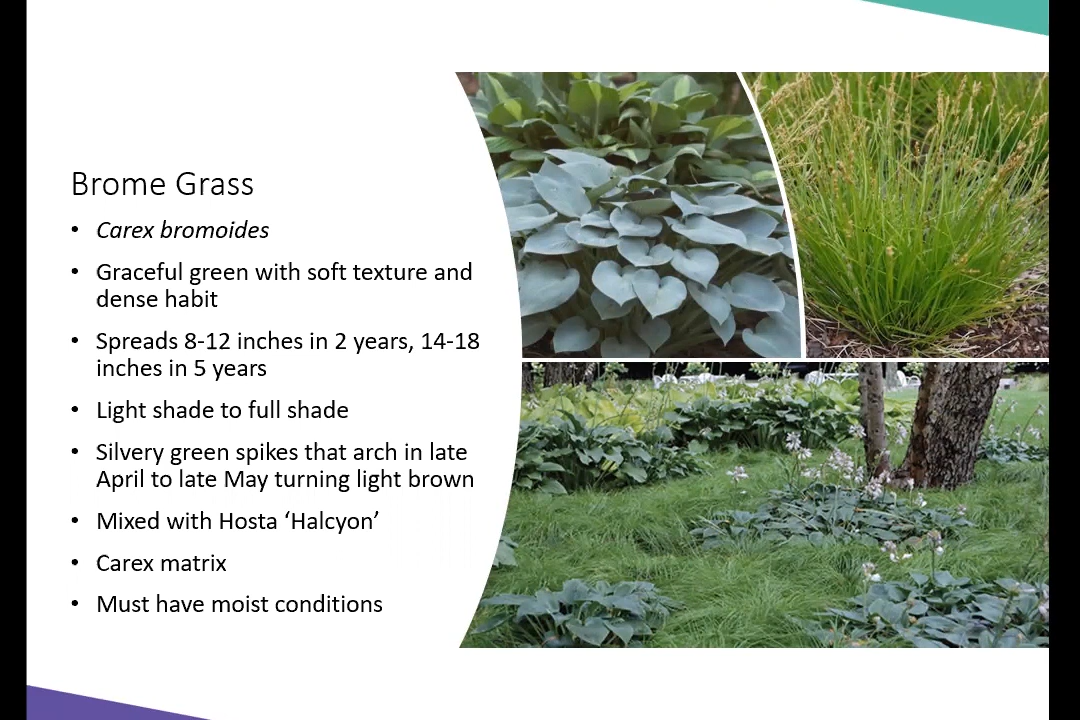 Brome Grass
• Carex bromoides
• Graceful green with soft texture and
dense habit
• Spreads 8-12 inches in 2 years, 14-18
inches in 5 years
• Light shade to full shade
• Silvery green spikes that arch in late
April to late May turning light brown
• Mixed with Hosta ‘Halcyon’
• Carex matrix
• Must have moist conditions